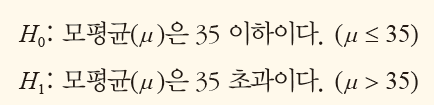 H₀: 모평균(μ)은 35 이하이다. (μ ≤ 35)
H₁: 모평균(μ)은 35 초과이다. (μ > 35)